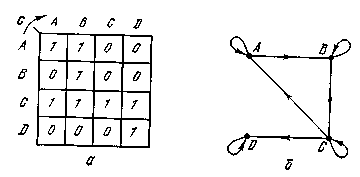 G A B C D
A 1 1 0 0
B 0 1 0 0
C 1 1 1 1
D 0 0 0 1
A B
D C
а б